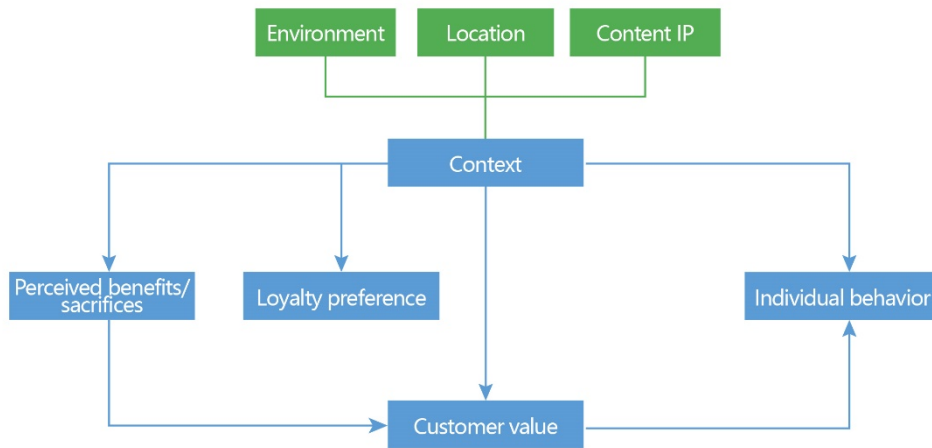 Environment
Location
Content IP
Context
Perceived benefits/
sacrifices
Loyalty preference
Individual behavior
Customer value